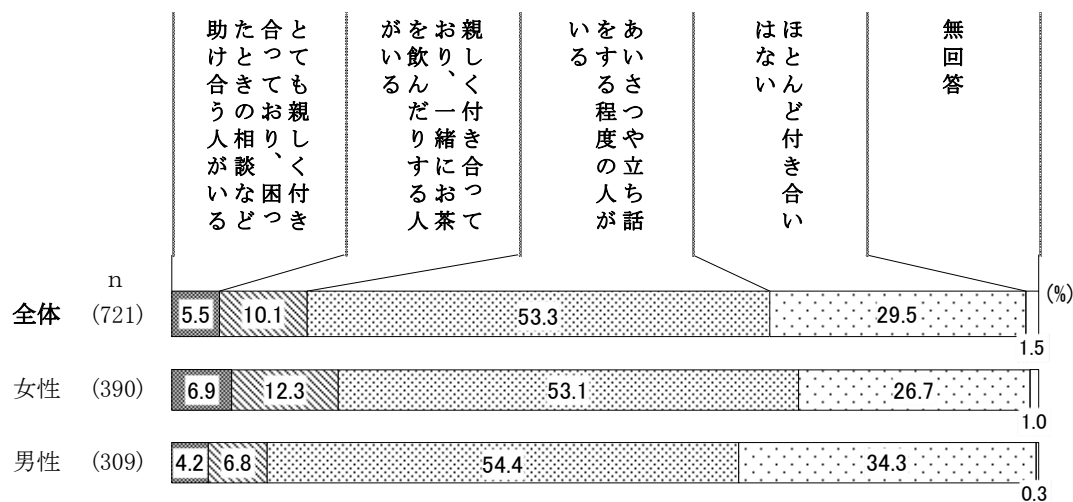 とても親しく付き
合っており、困っ
たときの相談など
助け合う人がいる
親しく付き合って
おり、一緒にお茶
を飲んだりする人
がいる
あいさつや立ち話
をする程度の人が
いる
ほとんど付き合い
はない
無回答
n
(%)
全体 (721) 5.5 10.1 53.3 29.5 1.5
女性 (390) 6.9 12.3 53.1 26.7 1.0
男性 (309) 4.2 6.8 54.4 34.3 0.3